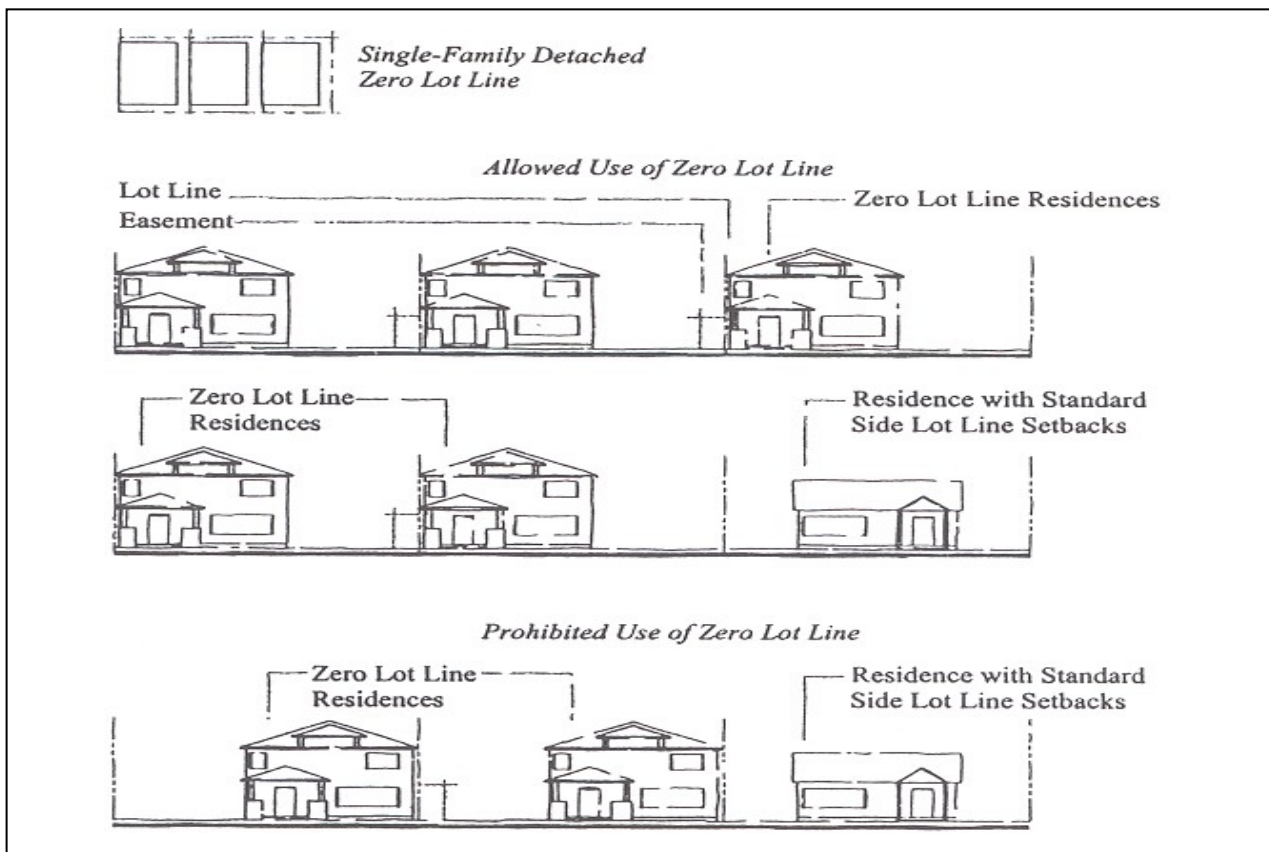 Single-Family Detached
Zero Lot Line
Allowed Use of Zero Lot Line
Lot Line
Easement
Zero Lot Line Residences
Zero Lot Line
Residences
Residence with Standard
Side Lot Line Setbacks
Prohibited Use of Zero Lot Line
Zero Lot Line
Residences
Residence with Standard
Side Lot Line Setbacks